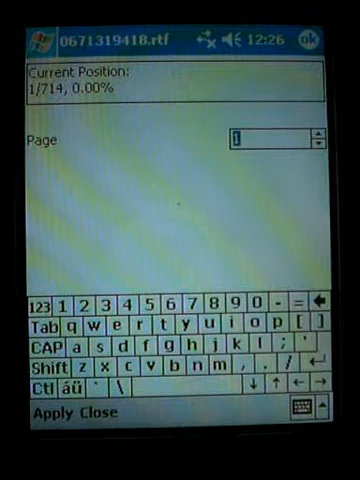 0671319418.rtf 12:26 ok
Current Position:
1/714, 0.00%
Page 1
123 1 2 3 4 5 6 7 8 9 0 - =
Tab q w e r t y u i o p [ ]
CAP a s d f g h j k l ; '
Shift z x c v b n m , . /
Ctl áü ` \
Apply Close